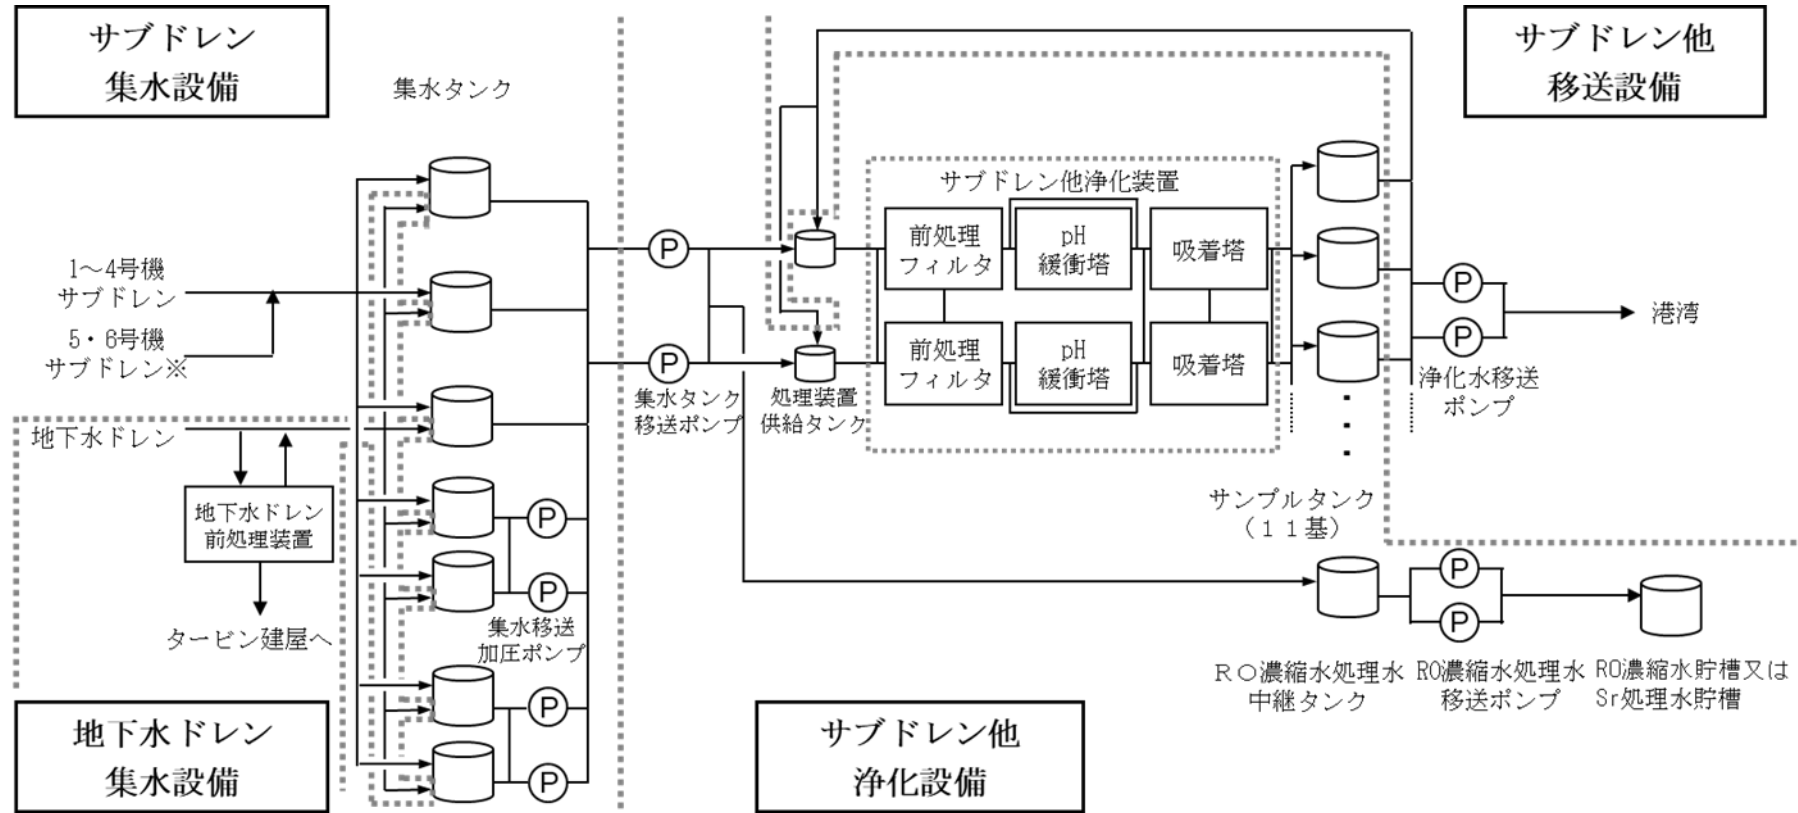 サブドレン
集水設備
集水タンク
サブドレン他
移送設備
サブドレン他浄化装置
前処理
フィルタ
pH
緩衝塔
吸着塔
1～4号機
サブドレン
5・6号機
サブドレン※
P
P
前処理
フィルタ
pH
緩衝塔
吸着塔
P
P
港湾
集水タンク
移送ポンプ
処理装置
供給タンク
浄化水移送
ポンプ
地下水ドレン
地下水ドレン
前処理装置
タービン建屋へ
P
P
集水移送
加圧ポンプ
P
P
サンプルタンク
（１１基）
P
P
ＲＯ濃縮水処理水
中継タンク
RO濃縮水処理水
移送ポンプ
RO濃縮水貯槽又は
Sr処理水貯槽
地下水ドレン
集水設備
サブドレン他
浄化設備